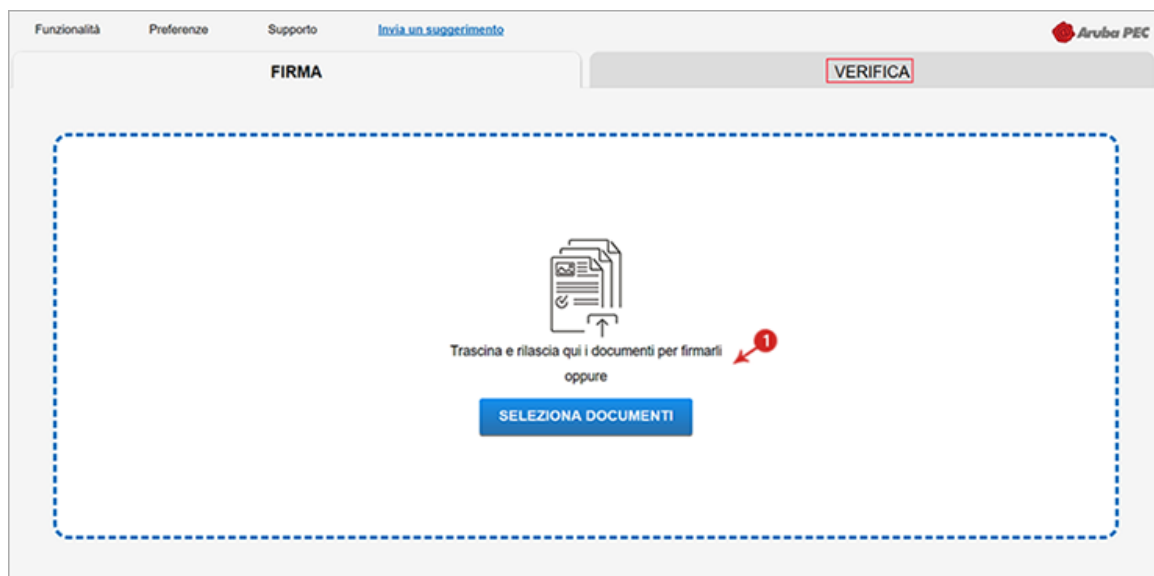 Funzionalità Preferenze Supporto Invia un suggerimento Aruba PEC
FIRMA VERIFICA
Trascina e rilascia qui i documenti per firmarli
1
oppure
SELEZIONA DOCUMENTI